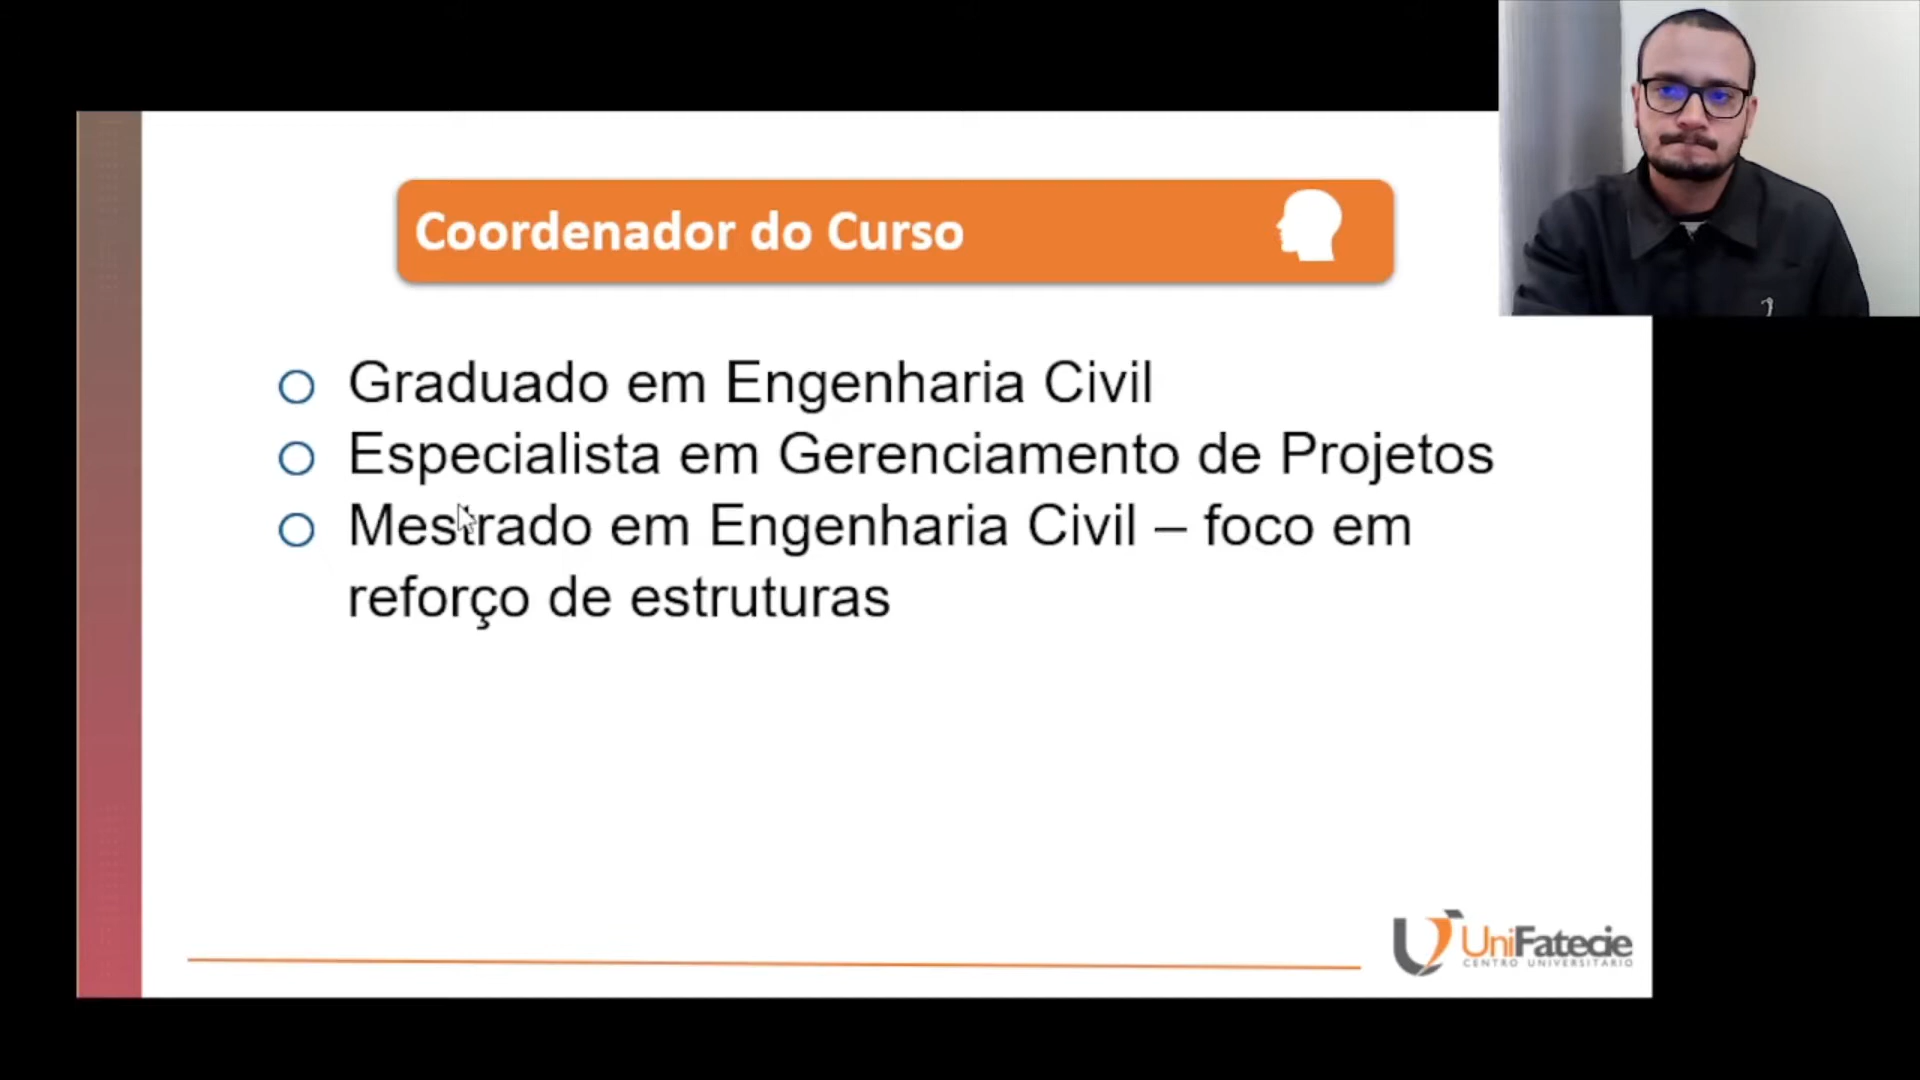 Coordenador do Curso
Graduado em Engenharia Civil
Especialista em Gerenciamento de Projetos
Mestrado em Engenharia Civil – foco em
reforço de estruturas
UniFatecie
CENTRO UNIVERSITÁRIO